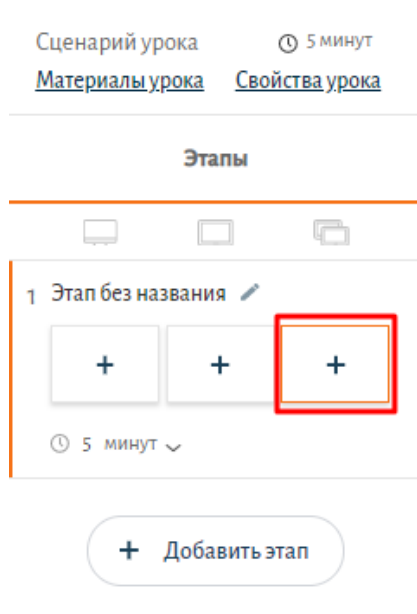 Сценарий урока 5 минут
Материалы урока Свойства урока
Этапы
1 Этап без названия
+ + +
5 минут
+ Добавить этап